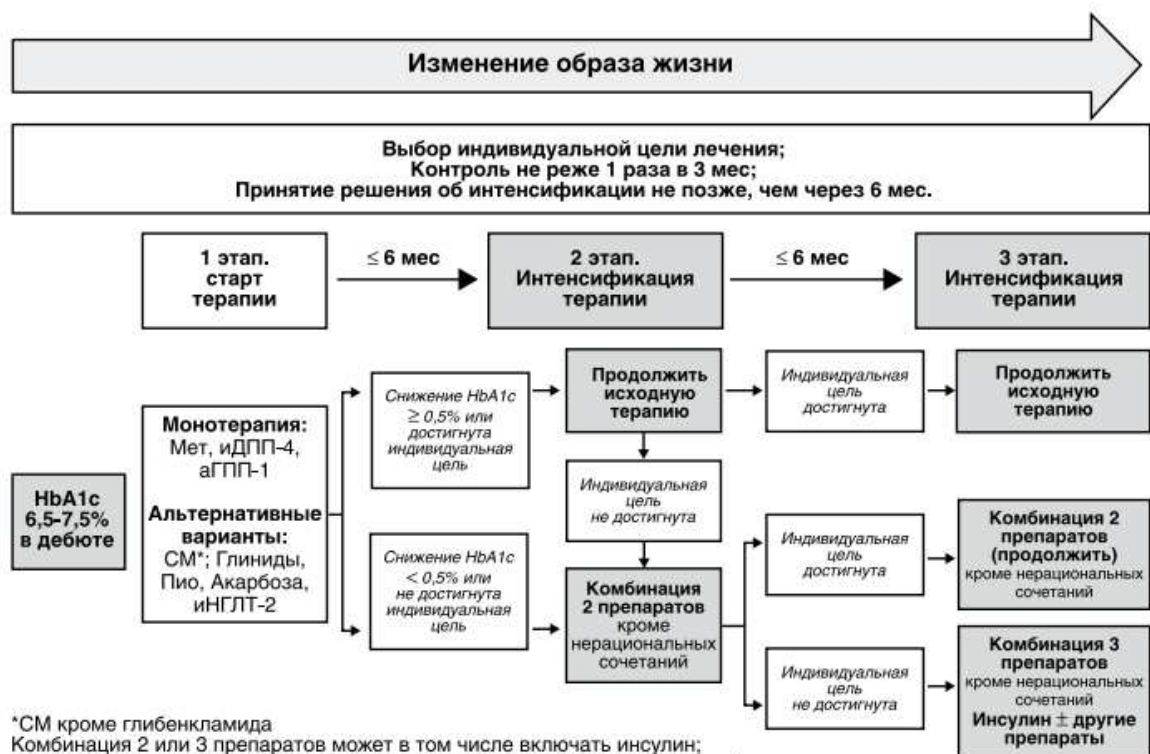 Изменение образа жизни
Выбор индивидуальной цели лечения;
Контроль не реже 1 раза в 3 мес;
Принятие решения об интенсификации не позже, чем через 6 мес.
1 этап.
старт
терапии
≤ 6 мес
2 этап.
Интенсификация
терапии
≤ 6 мес
3 этап.
Интенсификация
терапии
HbA1c
6,5-7,5%
в дебюте
Монотерапия:
Мет, иДПП-4,
аГПП-1
Альтернативные
варианты:
СМ*; Глиниды,
Пио, Акарбоза,
иНГЛТ-2
Снижение HbA1c
≥ 0,5% или
достигнута
индивидуальная
цель
Продолжить
исходную
терапию
Индивидуальная
цель
достигнута
Продолжить
исходную
терапию
Индивидуальная
цель
не достигнута
Снижение HbA1c
< 0,5% или
не достигнута
индивидуальная
цель
Комбинация
2 препаратов
кроме
нерациональных
сочетаний
Индивидуальная
цель
достигнута
Комбинация 2
препаратов
(продолжить)
кроме нерациональных
сочетаний
Индивидуальная
цель
не достигнута
Комбинация 3
препаратов
кроме нерациональных
сочетаний
Инсулин ± другие
препараты
*СМ кроме глибенкламида
Комбинация 2 или 3 препаратов может в том числе включать инсулин;